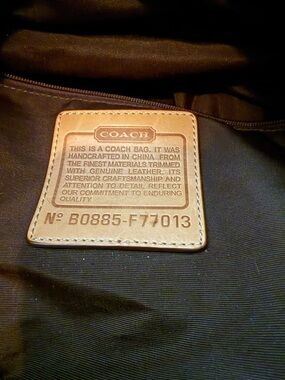 COACH
THIS IS A COACH BAG. IT WAS
HANDCRAFTED IN CHINA FROM
THE FINEST MATERIALS TRIMMED
WITH GENUINE LEATHER. ITS
SUPERIOR CRAFTSMANSHIP AND
ATTENTION TO DETAIL REFLECT
OUR COMMITMENT TO ENDURING
QUALITY.
Nº B0885-F77013